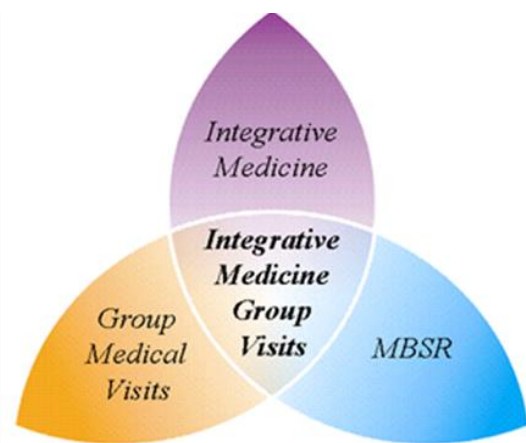 Integrative
Medicine
Integrative
Medicine
Group
Visits
Group
Medical
Visits
MBSR